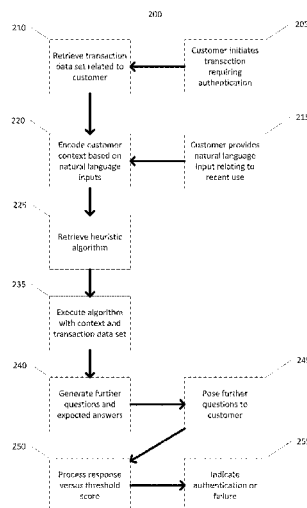 200
210
205
Retrieve transaction
data set related to
customer
Customer initiates
transaction
requiring
authentication
220
215
Encode customer
context based on
natural language
inputs
Customer provides
natural language
input relating to
recent use
225
Retrieve heuristic
algorithm
235
Execute algorithm
with context and
transaction data set
240
245
Generate further
questions and
expected answers
Pose further
questions to
customer
250
255
Process response
versus threshold
score
Indicate
authentication or
failure